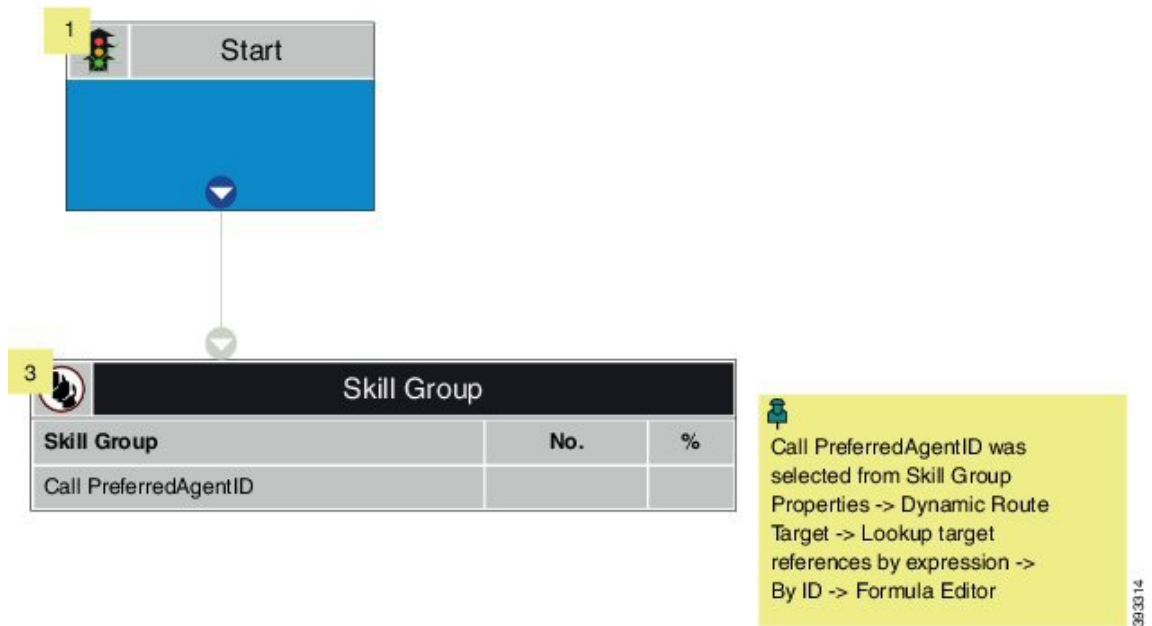 1
Start
3
Skill Group
Skill Group No. %
Call PreferredAgentID
Call PreferredAgentID was
selected from Skill Group
Properties -> Dynamic Route
Target -> Lookup target
references by expression ->
By ID -> Formula Editor
393314